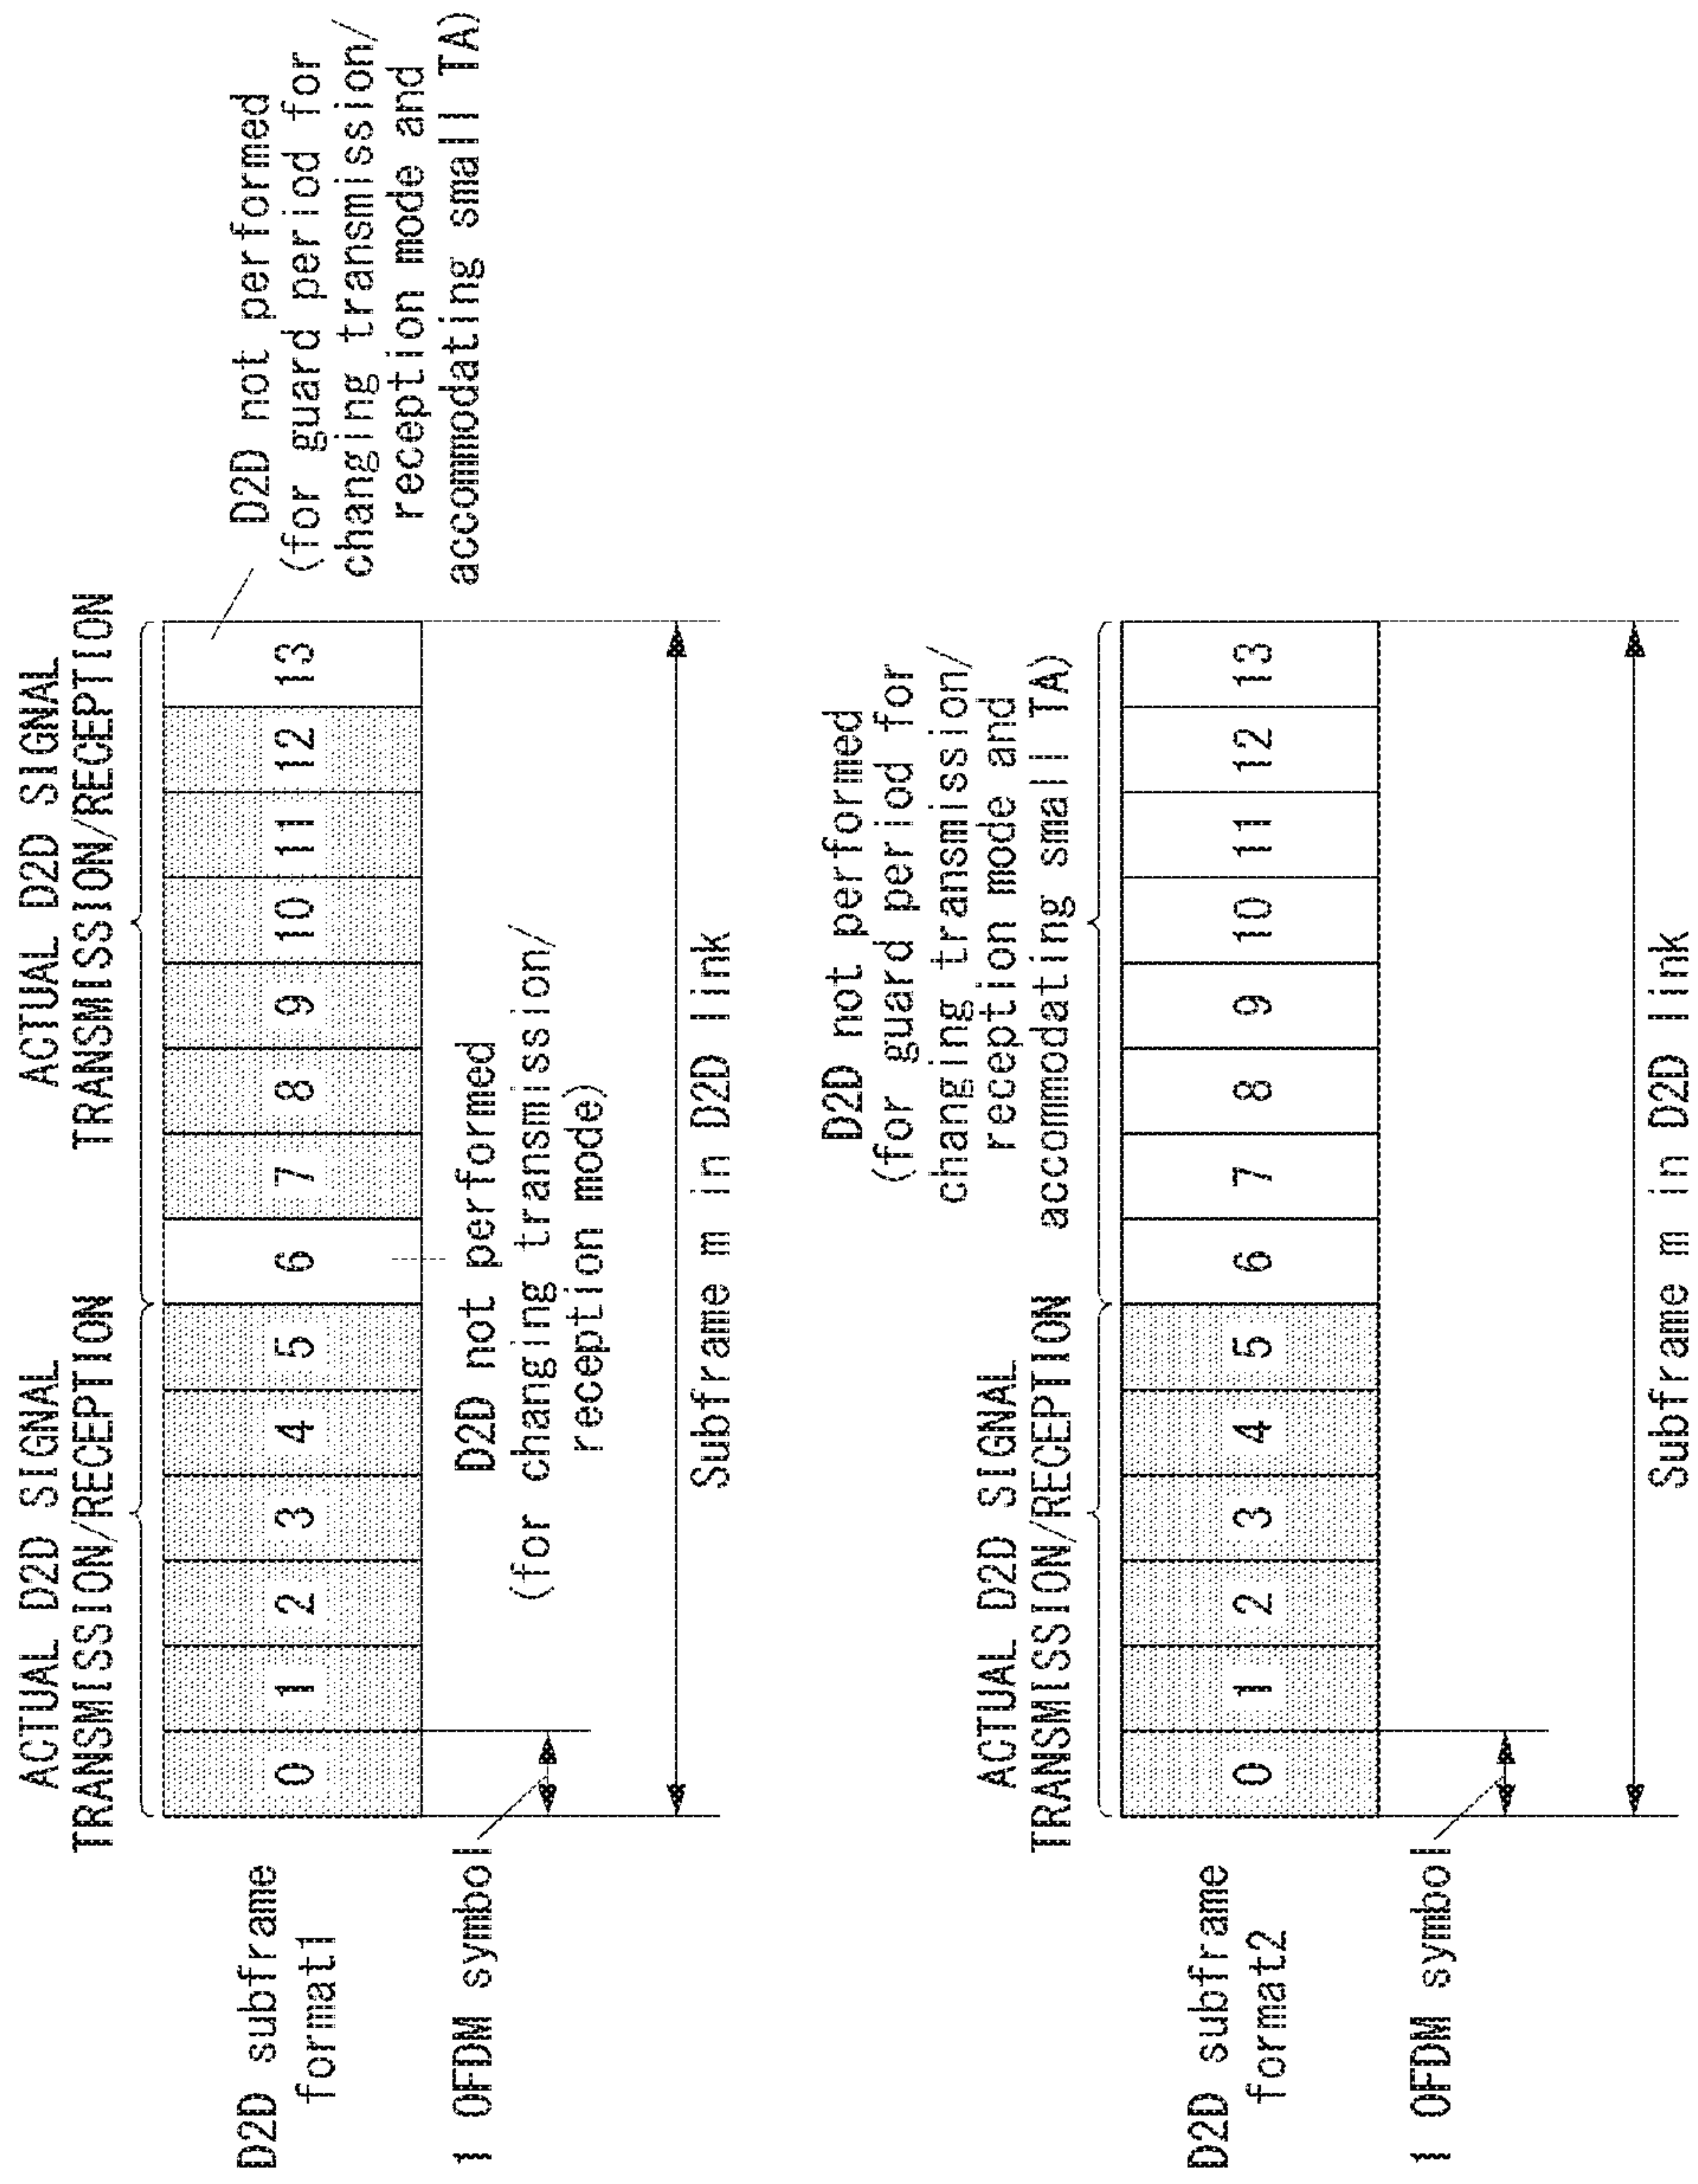 ACTUAL D2D SIGNAL
TRANSMISSION/RECEPTION
ACTUAL D2D SIGNAL
TRANSMISSION/RECEPTION
D2D subframe
format1
0 1 2 3 4 5 6 7 8 9 10 11 12 13
D2D not performed
(for guard period for
changing transmission/
reception mode and
accommodating small TA)
1 OFDM symbol
D2D not performed
(for changing transmission/
reception mode)
Subframe m in D2D link
D2D not performed
(for guard period for
changing transmission/
reception mode and
accommodating small TA)
ACTUAL D2D SIGNAL
TRANSMISSION/RECEPTION
D2D subframe
format2
0 1 2 3 4 5 6 7 8 9 10 11 12 13
1 OFDM symbol
Subframe m in D2D link